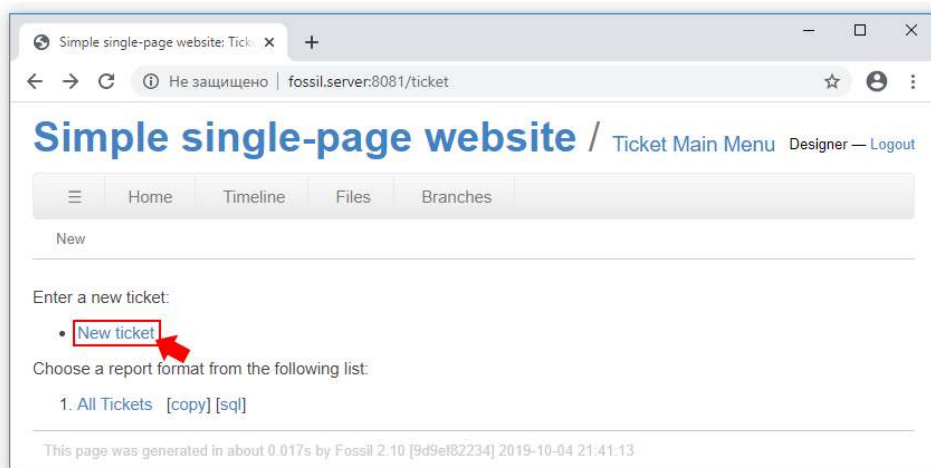 Simple single-page website: Tick
Не защищено | fossil.server:8081/ticket
Simple single-page website / Ticket Main Menu Designer — Logout
☰ Home Timeline Files Branches
New
Enter a new ticket:
• New ticket
Choose a report format from the following list:
1. All Tickets [copy] [sql]
This page was generated in about 0.017s by Fossil 2.10 [9d9ef82234] 2019-10-04 21:41:13